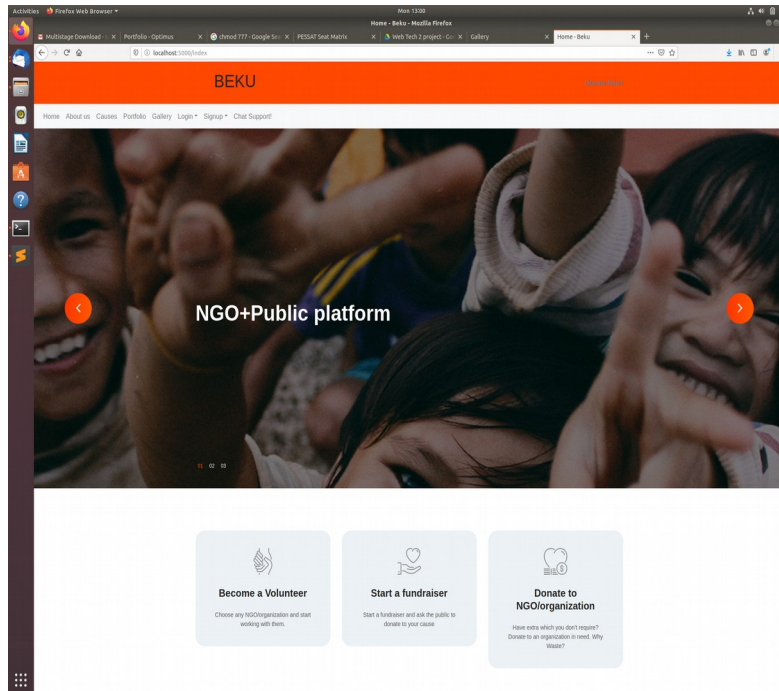 Activities Firefox Web Browser ▾ Mon 13:00
Home - Beku - Mozilla Firefox
Multistage Download - Portfolio - Optimus chmod 777 - Google Sea PESSAT Seat Matrix Web Tech 2 project - Go Gallery Home - Beku
localhost:5000/index
BEKU
Home About us Causes Portfolio Gallery Login Signup Chat Support!
NGO+Public platform
01 02 03
Become a Volunteer
Choose any NGO/organization and start
working with them.
Start a fundraiser
Start a fundraiser and ask the public to
donate to your cause
Donate to
NGO/organization
Have extra which you don't require?
Donate to an organization in need. Why
Waste?